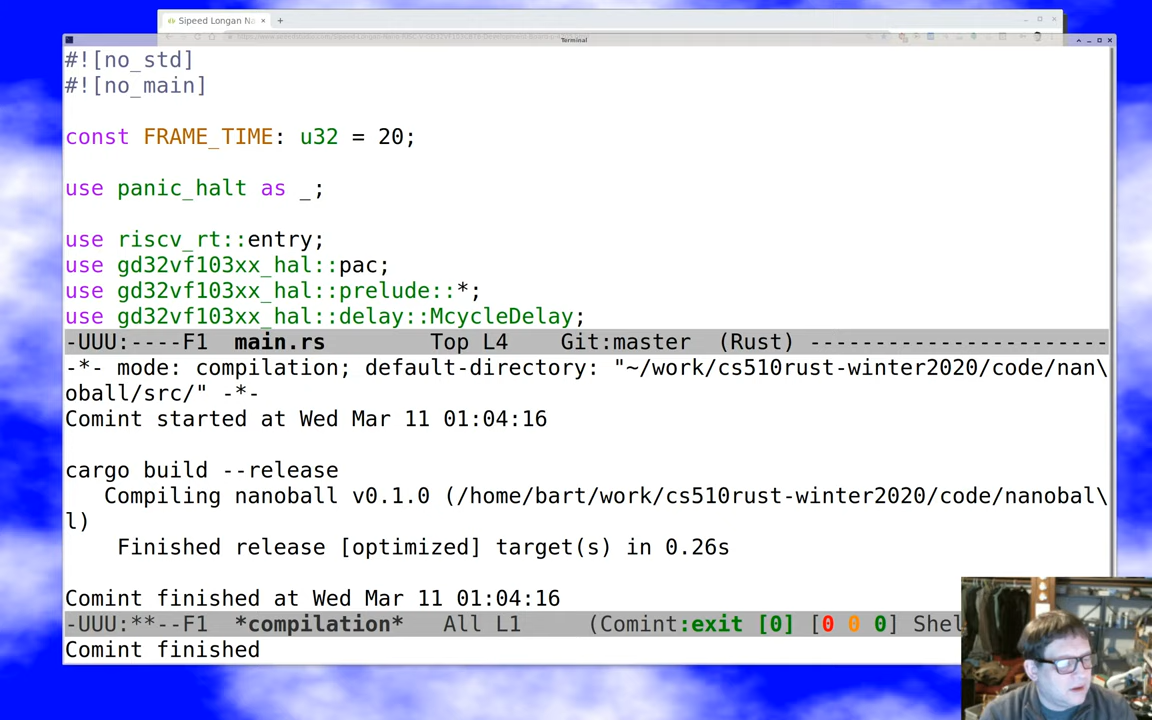 Sipeed Longan Na
Terminal
#![no_std]
#![no_main]
const FRAME_TIME: u32 = 20;
use panic_halt as _;
use riscv_rt::entry;
use gd32vf103xx_hal::pac;
use gd32vf103xx_hal::prelude::*;
use gd32vf103xx_hal::delay::McycleDelay;
-UUU:----F1 main.rs Top L4 Git:master (Rust) -----------------------
-*- mode: compilation; default-directory: "~/work/cs510rust-winter2020/code/nan\
oball/src/" -*-
Comint started at Wed Mar 11 01:04:16
cargo build --release
Compiling nanoball v0.1.0 (/home/bart/work/cs510rust-winter2020/code/nanobal\
l)
Finished release [optimized] target(s) in 0.26s
Comint finished at Wed Mar 11 01:04:16
-UUU:**--F1 *compilation* All L1 (Comint:exit [0] [0 0 0] Shel
Comint finished